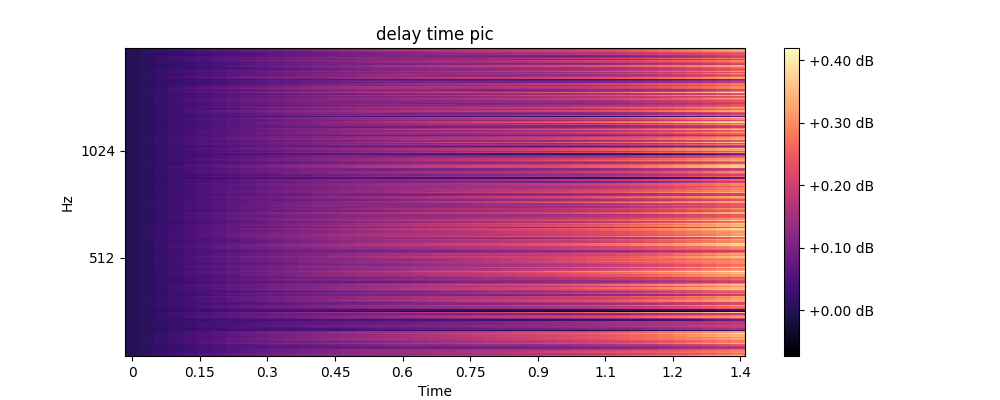 delay time pic
Hz
1024
512
0
0.15
0.3
0.45
0.6
0.75
0.9
1.1
1.2
1.4
Time
+0.40 dB
+0.30 dB
+0.20 dB
+0.10 dB
+0.00 dB